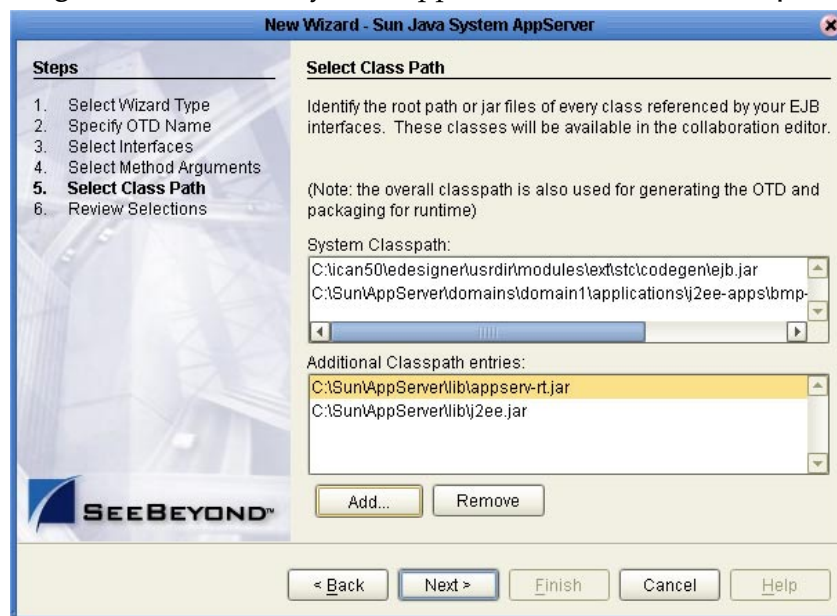 New Wizard - Sun Java System AppServer
Steps
1. Select Wizard Type
2. Specify OTD Name
3. Select Interfaces
4. Select Method Arguments
5. Select Class Path
6. Review Selections
SEEBEYOND™
Select Class Path
Identify the root path or jar files of every class referenced by your EJB
interfaces. These classes will be available in the collaboration editor.
(Note: the overall classpath is also used for generating the OTD and
packaging for runtime)
System Classpath:
C:\ican50\edesigner\usrdir\modules\ext\stc\codegen\ejb.jar
C:\Sun\AppServer\domains\domain1\applications\j2ee-apps\bmp-
Additional Classpath entries:
C:\Sun\AppServer\lib\appserv-rt.jar
C:\Sun\AppServer\lib\j2ee.jar
Add... Remove
< Back Next > Finish Cancel Help